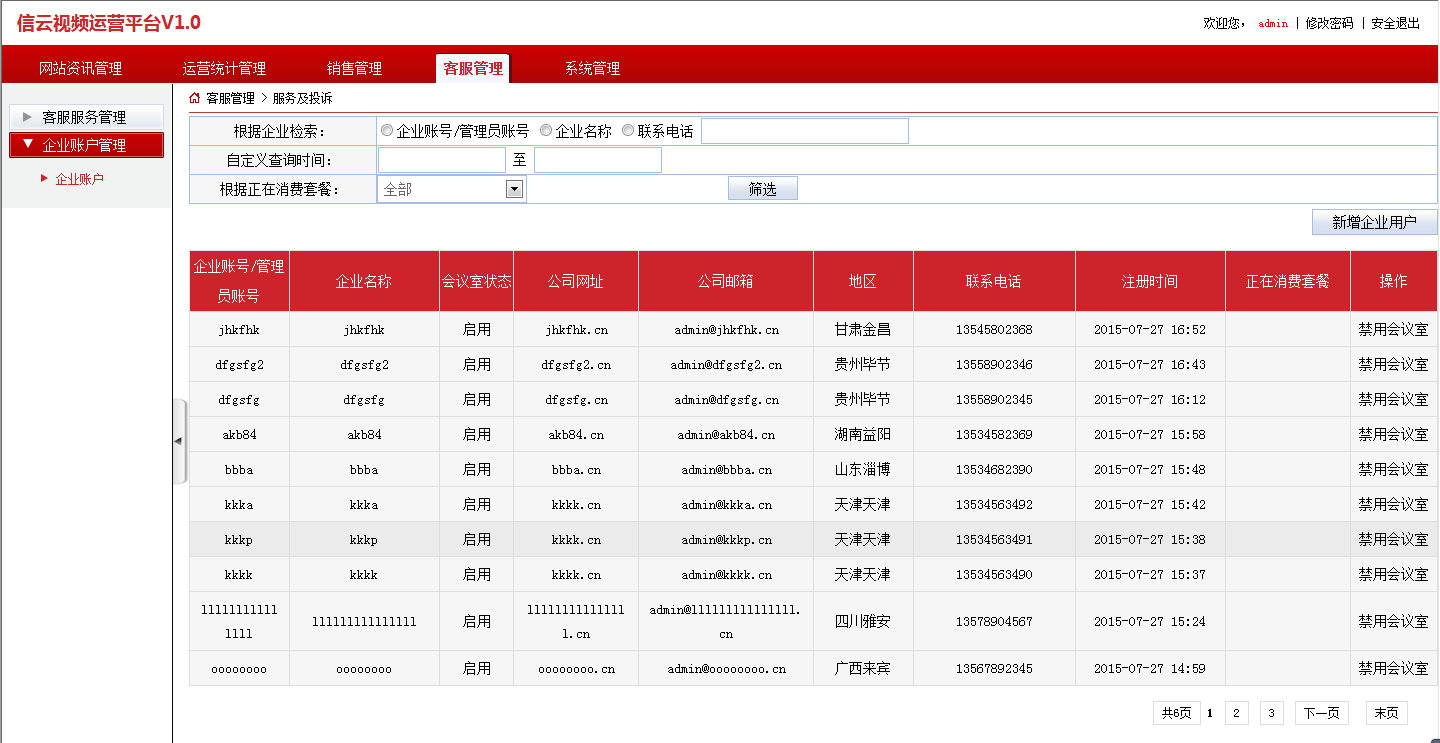 信云视频运营平台V1.0
欢迎您， admin | 修改密码 | 安全退出
网站资讯管理 运营统计管理 销售管理 客服管理 系统管理
客服服务管理
企业账户管理
企业账户
客服管理 > 服务及投诉
根据企业检索： 企业账号/管理员账号 企业名称 联系电话
自定义查询时间： 至
根据正在消费套餐： 全部 筛选
新增企业用户
企业账号/管理员账号 企业名称 会议室状态 公司网址 公司邮箱 地区 联系电话 注册时间 正在消费套餐 操作
jhkfhk jhkfhk 启用 jhkfhk.cn admin@jhkfhk.cn 甘肃金昌 13545802368 2015-07-27 16:52 禁用会议室
dfgsfg2 dfgsfg2 启用 dfgsfg2.cn admin@dfgsfg2.cn 贵州毕节 13558902346 2015-07-27 16:43 禁用会议室
dfgsfg dfgsfg 启用 dfgsfg.cn admin@dfgsfg.cn 贵州毕节 13558902345 2015-07-27 16:12 禁用会议室
akb84 akb84 启用 akb84.cn admin@akb84.cn 湖南益阳 13534582369 2015-07-27 15:58 禁用会议室
bbba bbba 启用 bbba.cn admin@bbba.cn 山东淄博 13534682390 2015-07-27 15:48 禁用会议室
kkka kkka 启用 kkkk.cn admin@kkka.cn 天津天津 13534563492 2015-07-27 15:42 禁用会议室
kkkp kkkp 启用 kkkk.cn admin@kkkp.cn 天津天津 13534563491 2015-07-27 15:38 禁用会议室
kkkk kkkk 启用 kkkk.cn admin@kkkk.cn 天津天津 13534563490 2015-07-27 15:37 禁用会议室
lllllllllllllll lllllllllllllll 启用 lllllllllllllll.cn admin@lllllllllllllll.cn 四川雅安 13578904567 2015-07-27 15:24 禁用会议室
oooooooo oooooooo 启用 oooooooo.cn admin@oooooooo.cn 广西来宾 13567892345 2015-07-27 14:59 禁用会议室
共6页 1 2 3 下一页 末页